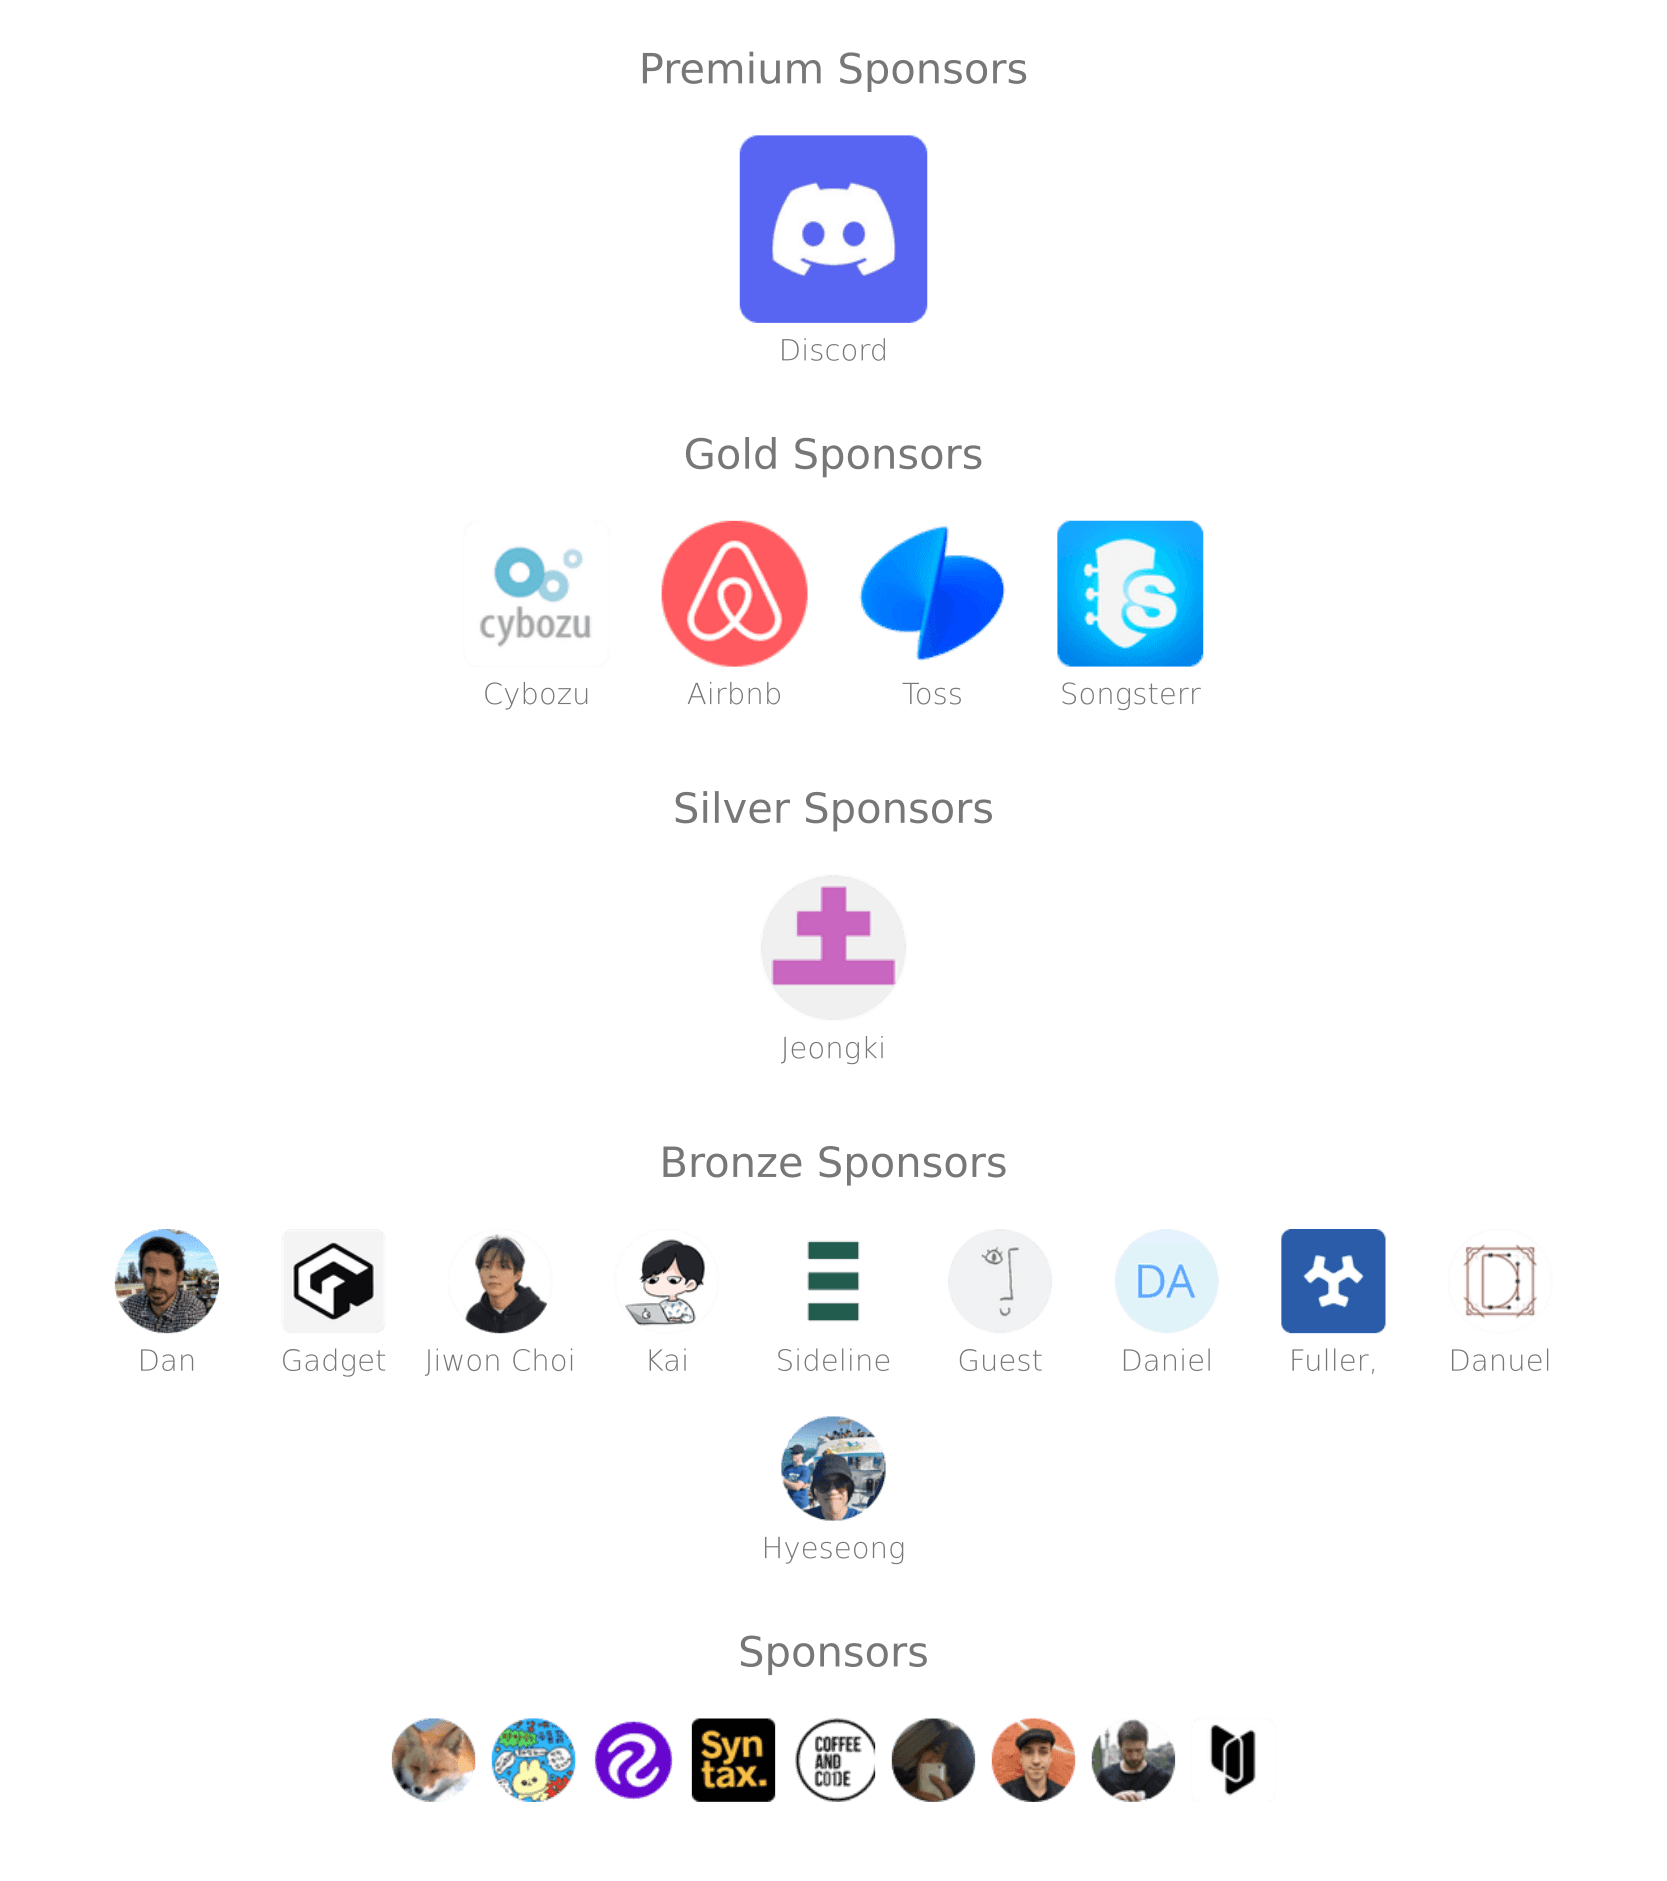 Premium Sponsors
Discord
Gold Sponsors
cybozu
Cybozu
Airbnb
Toss
Songsterr
Silver Sponsors
Jeongki
Bronze Sponsors
DA
Dan
Gadget
Jiwon Choi
Kai
Sideline
Guest
Daniel
Fuller,
Danuel
Hyeseong
Sponsors
Syn
tax.
COFFEE
AND
CODE